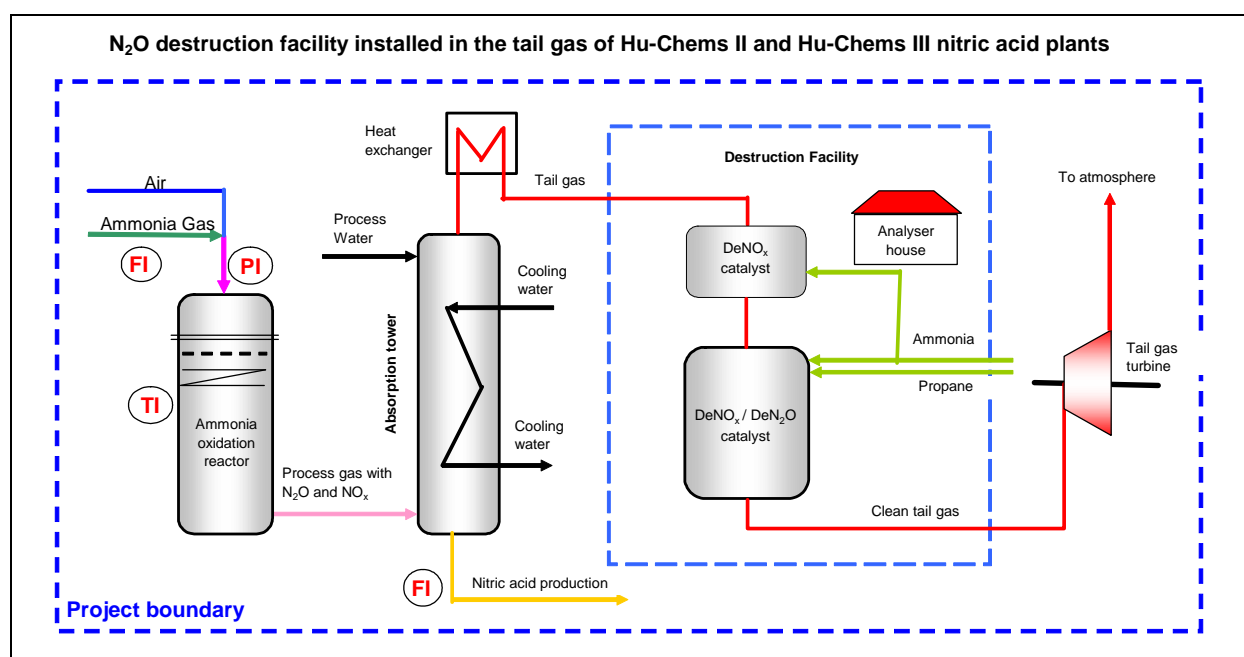 N₂O destruction facility installed in the tail gas of Hu-Chems II and Hu-Chems III nitric acid plants
Heat
exchanger
Destruction Facility
Air
Tail gas
To atmosphere
Ammonia Gas
Process
Water
Analyser
house
DeNOₓ
catalyst
FI
PI
Cooling
water
Absorption tower
Ammonia
Tail gas
turbine
Propane
TI
Ammonia
oxidation
reactor
DeNOₓ / DeN₂O
catalyst
Cooling
water
Process gas with
N₂O and NOₓ
Clean tail gas
FI
Nitric acid production
Project boundary